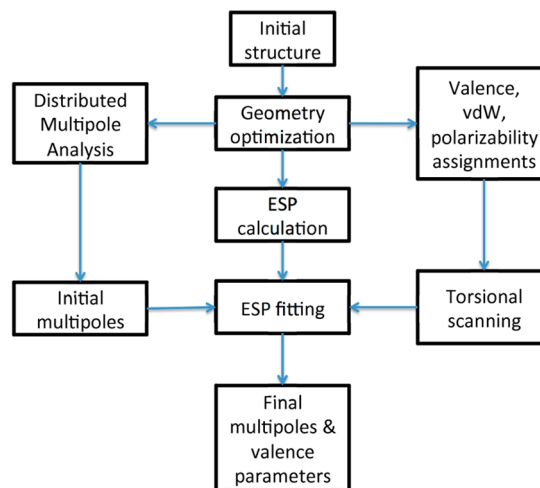 Initial
structure
Distributed
Multipole
Analysis
Geometry
optimization
Valence,
vdW,
polarizability
assignments
ESP
calculation
Initial
multipoles
ESP fitting
Torsional
scanning
Final
multipoles &
valence
parameters